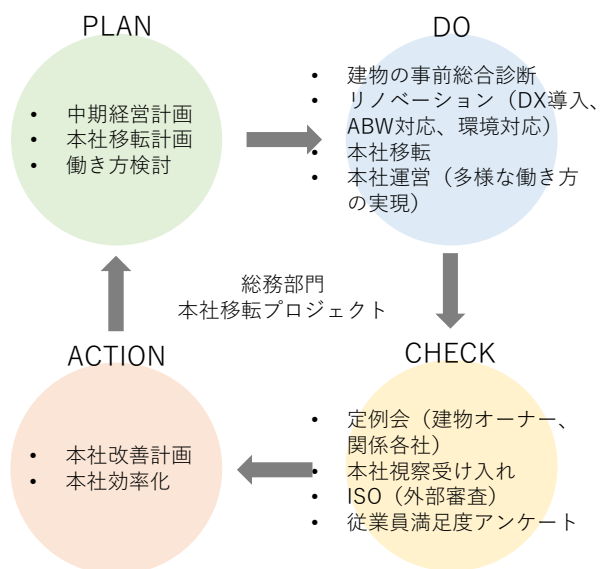 PLAN
• 中期経営計画
• 本社移転計画
• 働き方検討
DO
• 建物の事前総合診断
• リノベーション（DX導入、
ABW対応、環境対応）
• 本社移転
• 本社運営（多様な働き方
の実現）
総務部門
本社移転プロジェクト
ACTION
• 本社改善計画
• 本社効率化
CHECK
• 定例会（建物オーナー、
関係各社）
• 本社視察受け入れ
• ISO（外部審査）
• 従業員満足度アンケート